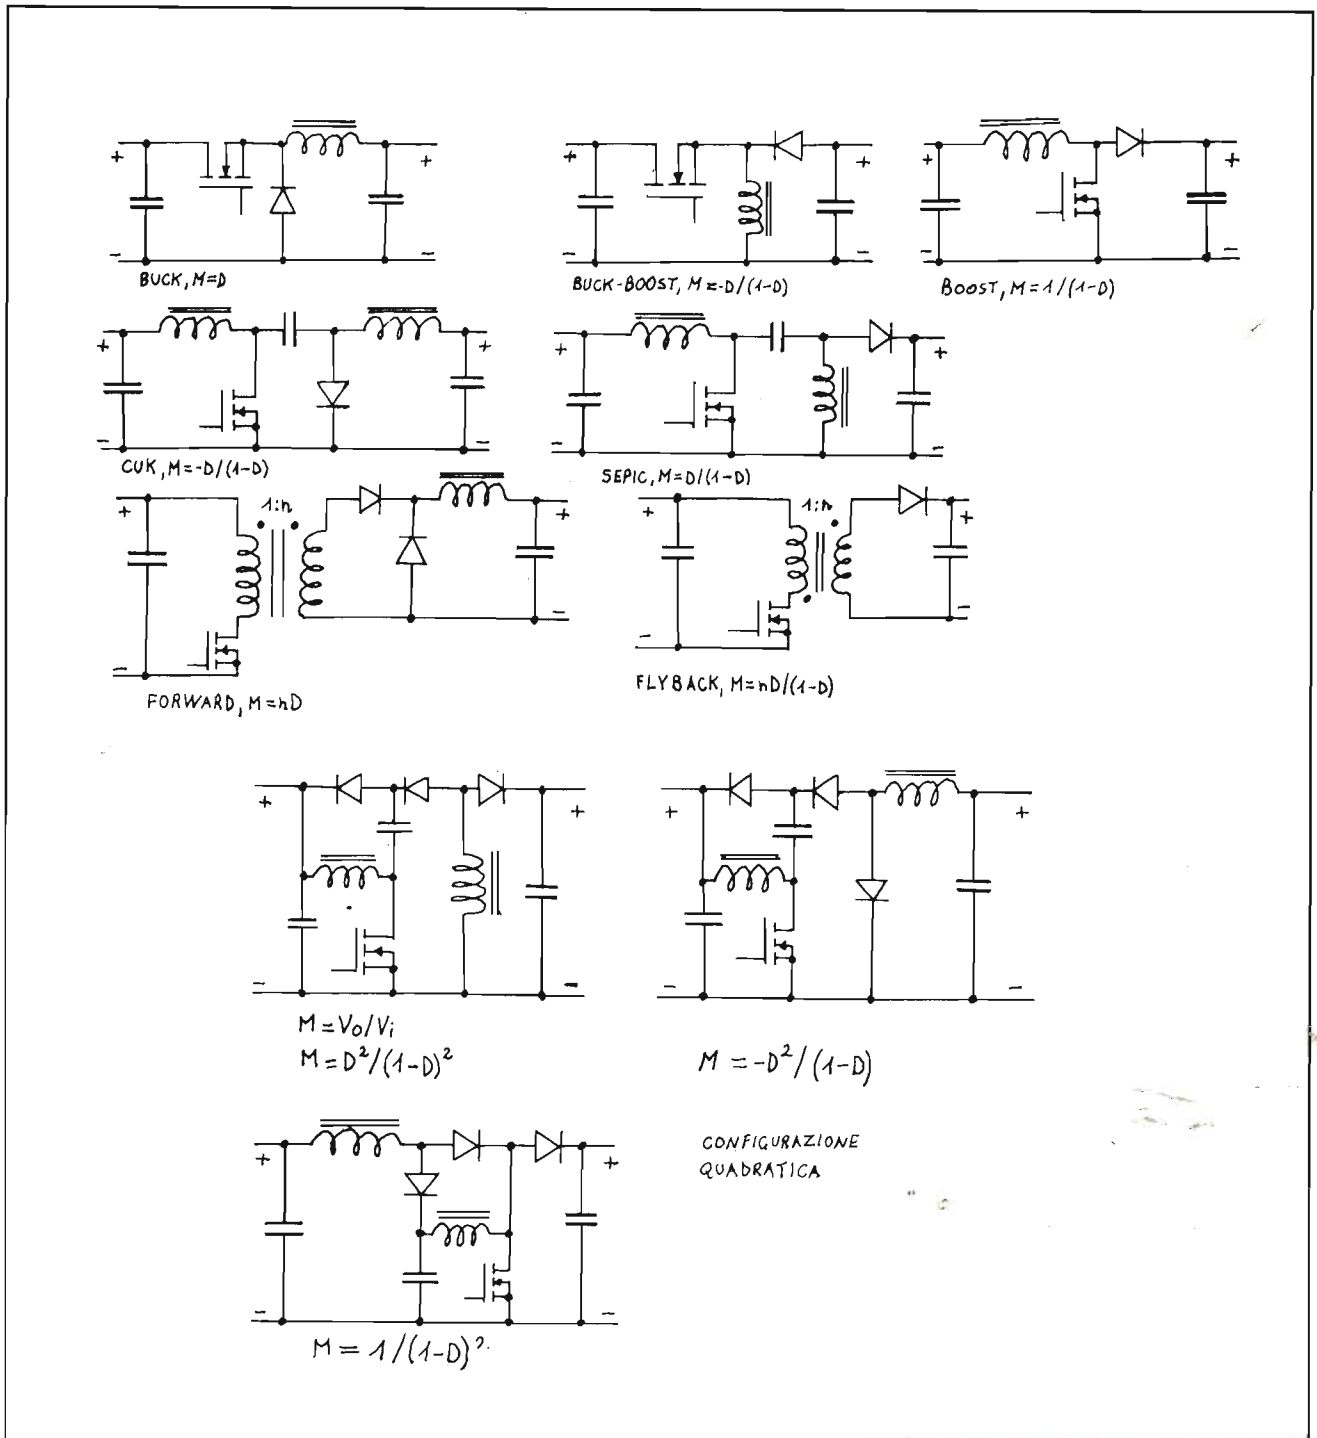 + + + + + +
- - - - - -
BUCK, M=D
BUCK-BOOST, M=-D/(1-D)
BOOST, M=1/(1-D)
+ + + +
- - - -
CUK, M=-D/(1-D)
SEPIC, M=D/(1-D)
1:n
1:n
+ + + +
- - - -
FORWARD, M=nD
FLYBACK, M=nD/(1-D)
+ + + +
- - - -
M=Vo/Vi
M=D²/(1-D)²
M=-D²/(1-D)
+ +
- -
CONFIGURAZIONE
QUADRATICA
M=1/(1-D)²